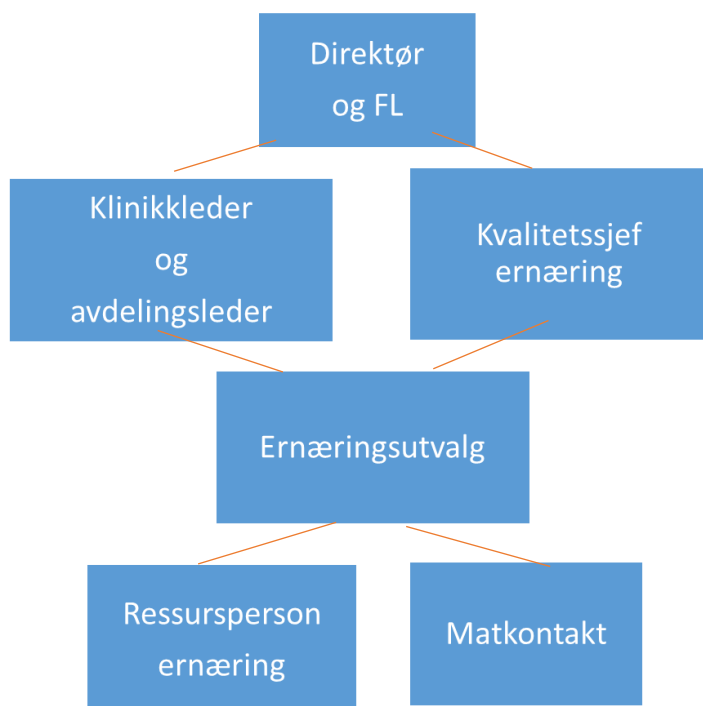 Direktør
og FL
Klinikkleder
og
avdelingsleder
Kvalitetssjef
ernæring
Ernæringsutvalg
Ressursperson
ernæring
Matkontakt